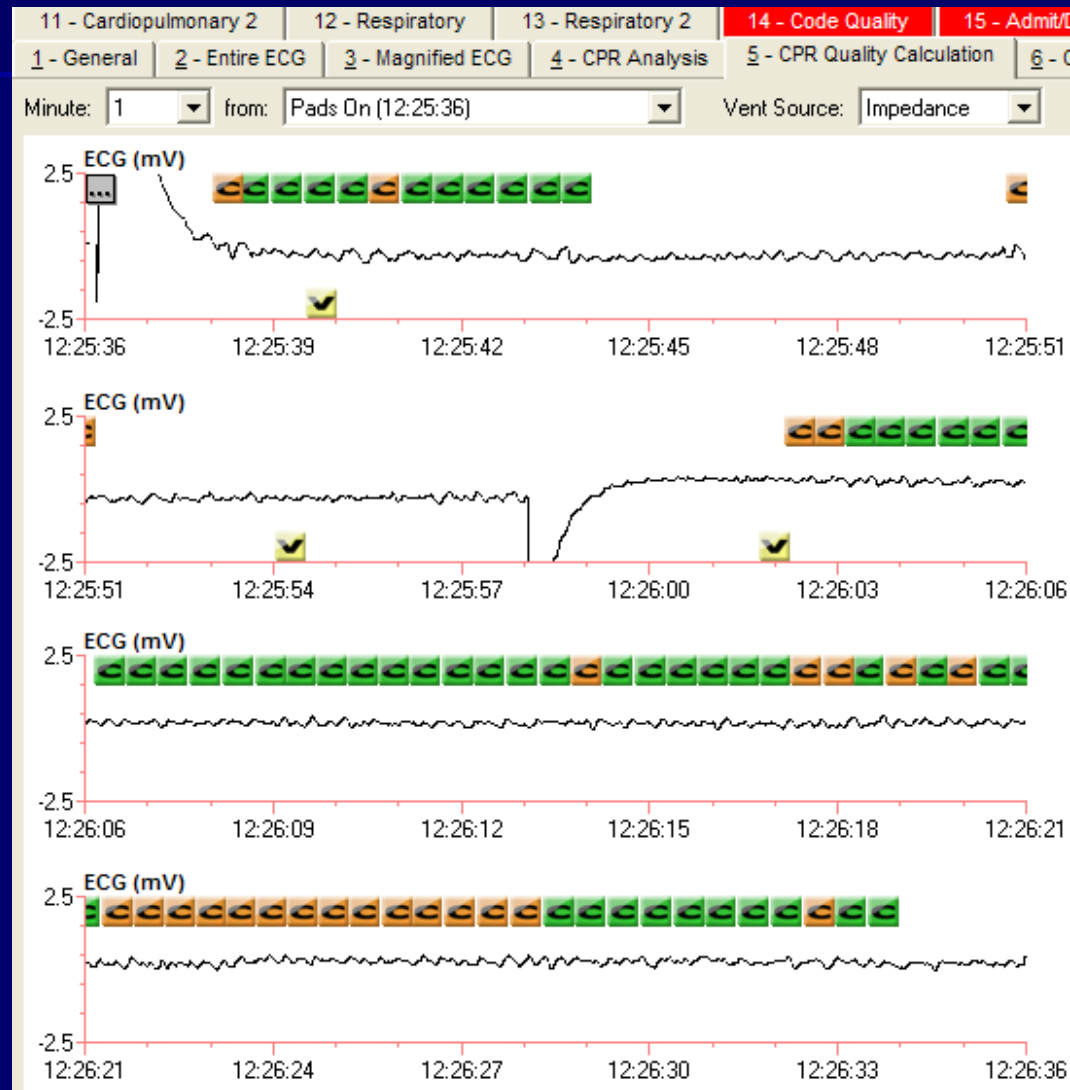 11 - Cardiopulmonary 2 12 - Respiratory 13 - Respiratory 2 14 - Code Quality 15 - Admit/D
1 - General 2 - Entire ECG 3 - Magnified ECG 4 - CPR Analysis 5 - CPR Quality Calculation 6 - C
Minute: 1 from: Pads On (12:25:36) Vent Source: Impedance
ECG (mV)
2.5
... C C C C C C C C C C C C C
v
-2.5
12:25:36 12:25:39 12:25:42 12:25:45 12:25:48 12:25:51
ECG (mV)
2.5
C C C C C C C C C
v v
-2.5
12:25:51 12:25:54 12:25:57 12:26:00 12:26:03 12:26:06
ECG (mV)
2.5
C C C C C C C C C C C C C C C C C C C C C C C C C C C C C C
-2.5
12:26:06 12:26:09 12:26:12 12:26:15 12:26:18 12:26:21
ECG (mV)
2.5
C C C C C C C C C C C C C C C C C C C C C C C C C C C
-2.5
12:26:21 12:26:24 12:26:27 12:26:30 12:26:33 12:26:36